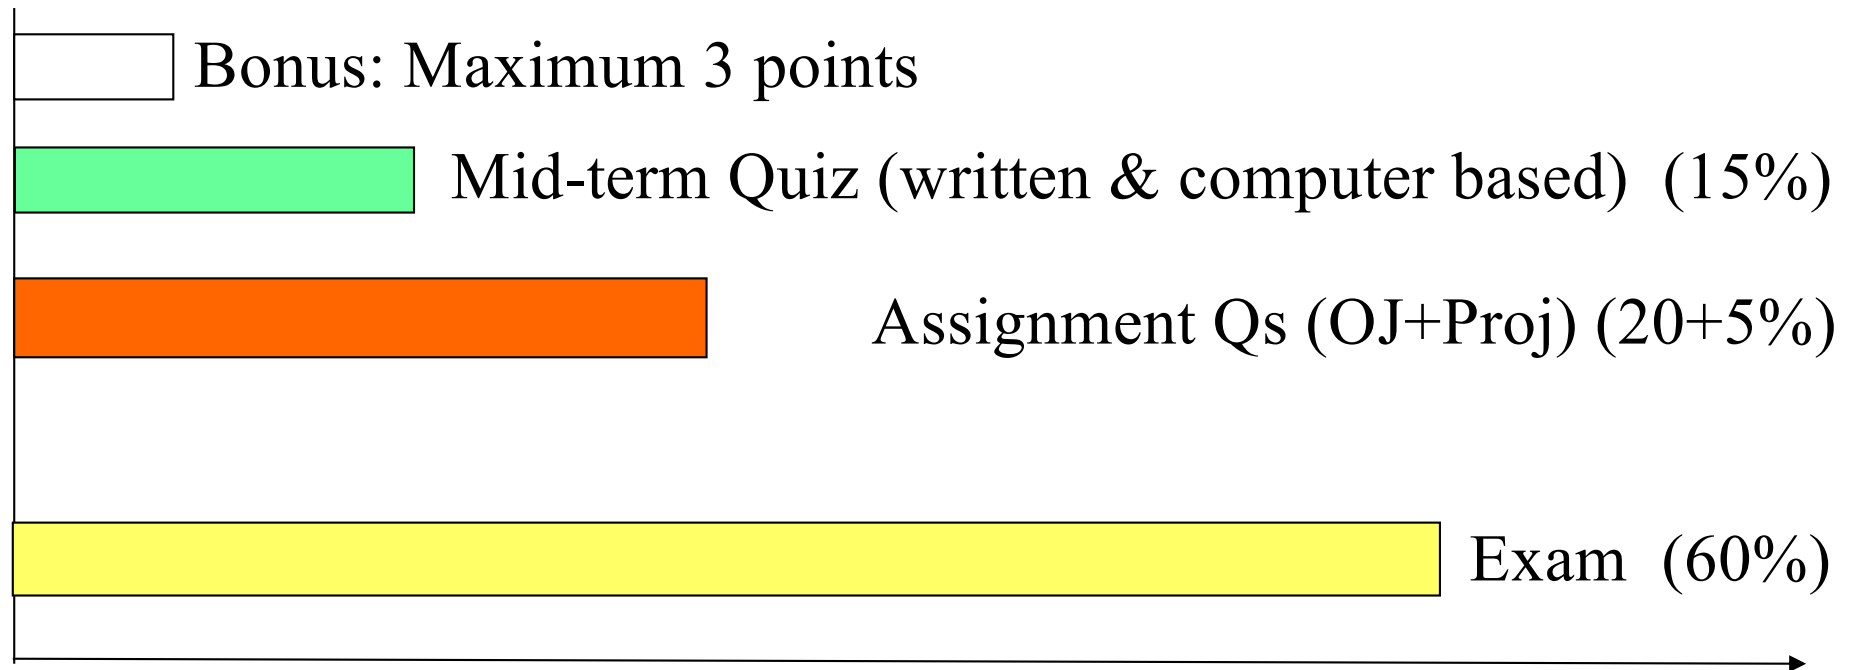 Bonus: Maximum 3 points
Mid-term Quiz (written & computer based) (15%)
Assignment Qs (OJ+Proj) (20+5%)
Exam (60%)